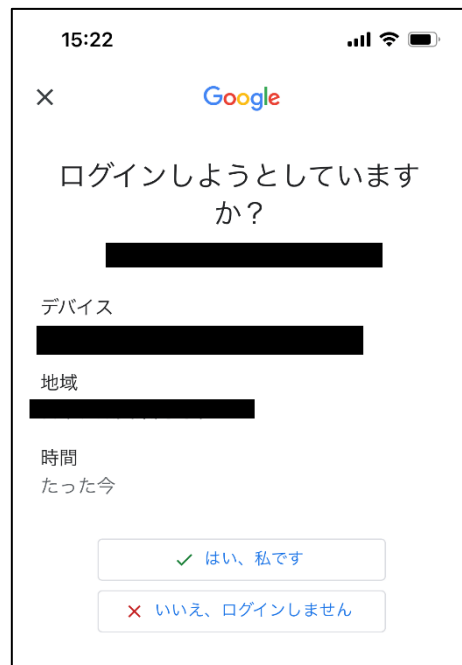 15:22
Google
ログインしようとしています
か？
デバイス
地域
時間
たった今
はい、私です
いいえ、ログインしません